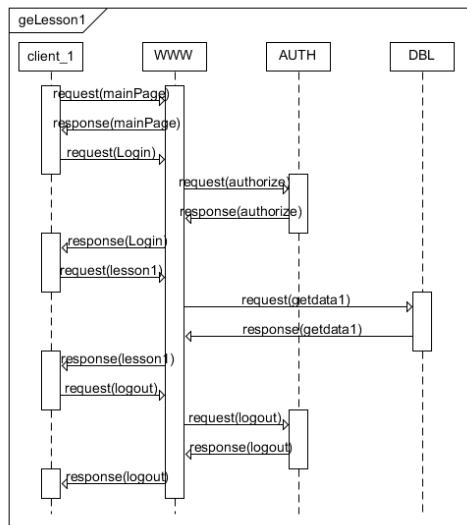 geLesson1
client_1
WWW
AUTH
DBL
request(mainPage)
response(mainPage)
request(Login)
request(authorize)
response(authorize)
response(Login)
request(lesson1)
request(getdata1)
response(getdata1)
response(lesson1)
request(logout)
request(logout)
response(logout)
response(logout)